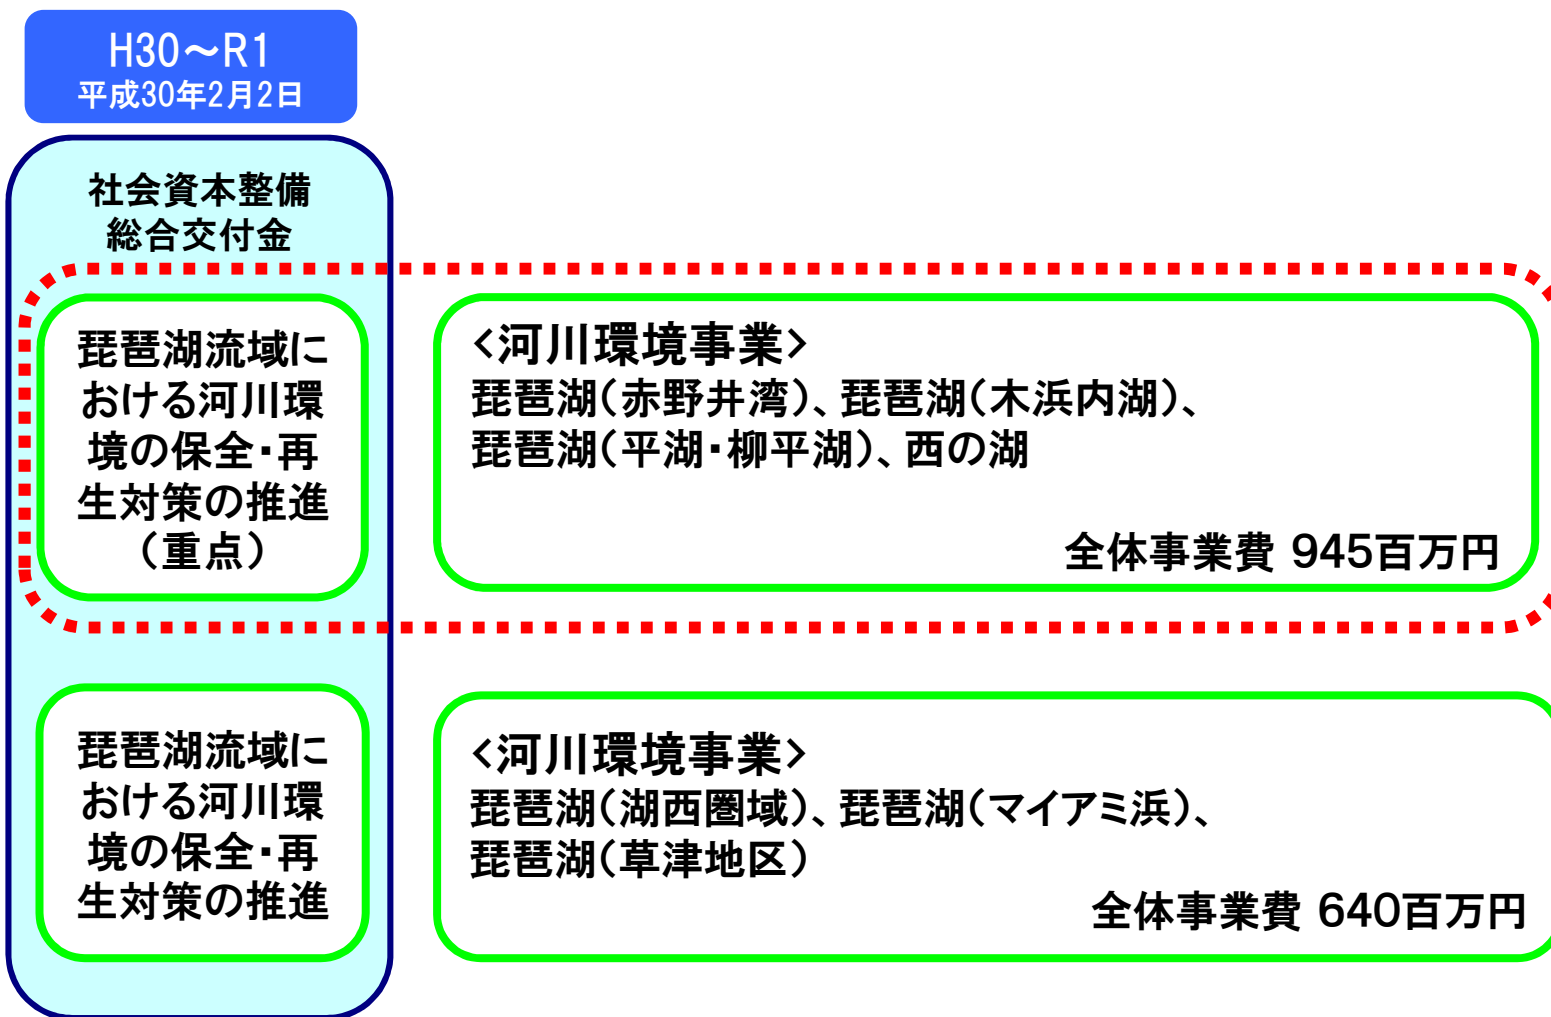 H30～R1
平成30年2月2日
社会資本整備
総合交付金
琵琶湖流域に
おける河川環
境の保全・再
生対策の推進
（重点）
<河川環境事業>
琵琶湖（赤野井湾）、琵琶湖（木浜内湖）、
琵琶湖（平湖・柳平湖）、西の湖
全体事業費 945百万円
琵琶湖流域に
おける河川環
境の保全・再
生対策の推進
<河川環境事業>
琵琶湖（湖西圏域）、琵琶湖（マイアミ浜）、
琵琶湖（草津地区）
全体事業費 640百万円